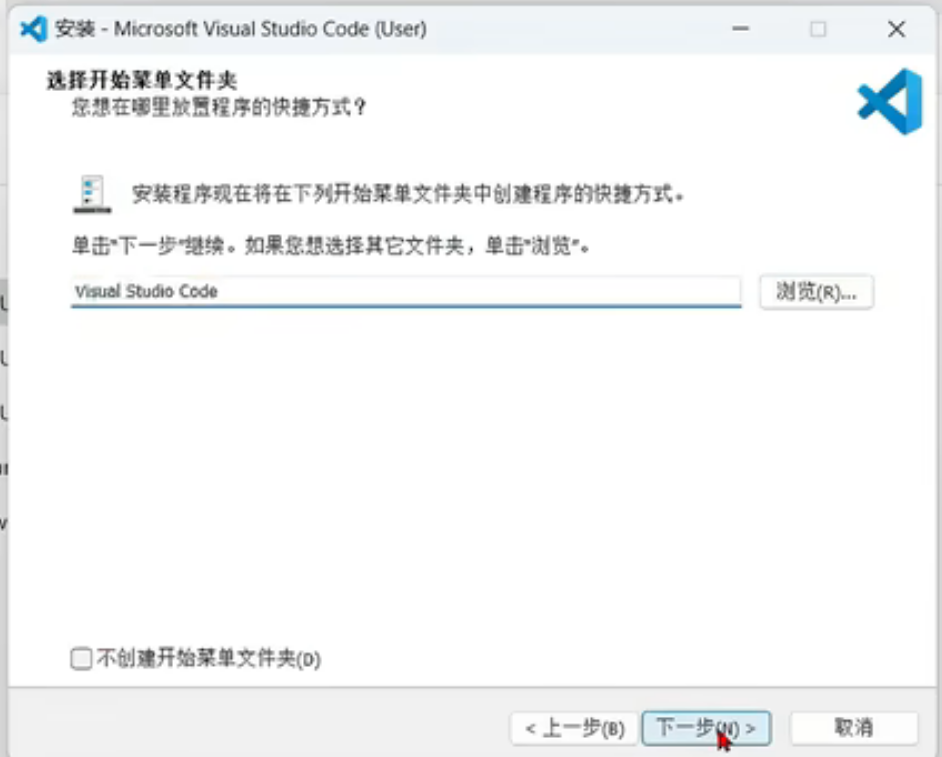 安装 - Microsoft Visual Studio Code (User)
选择开始菜单文件夹
您想在哪里放置程序的快捷方式？
安装程序现在将在下列开始菜单文件夹中创建程序的快捷方式。
单击“下一步”继续。如果您想选择其它文件夹，单击“浏览”。
Visual Studio Code
浏览(R)...
不创建开始菜单文件夹(D)
< 上一步(B)
下一步(N) >
取消